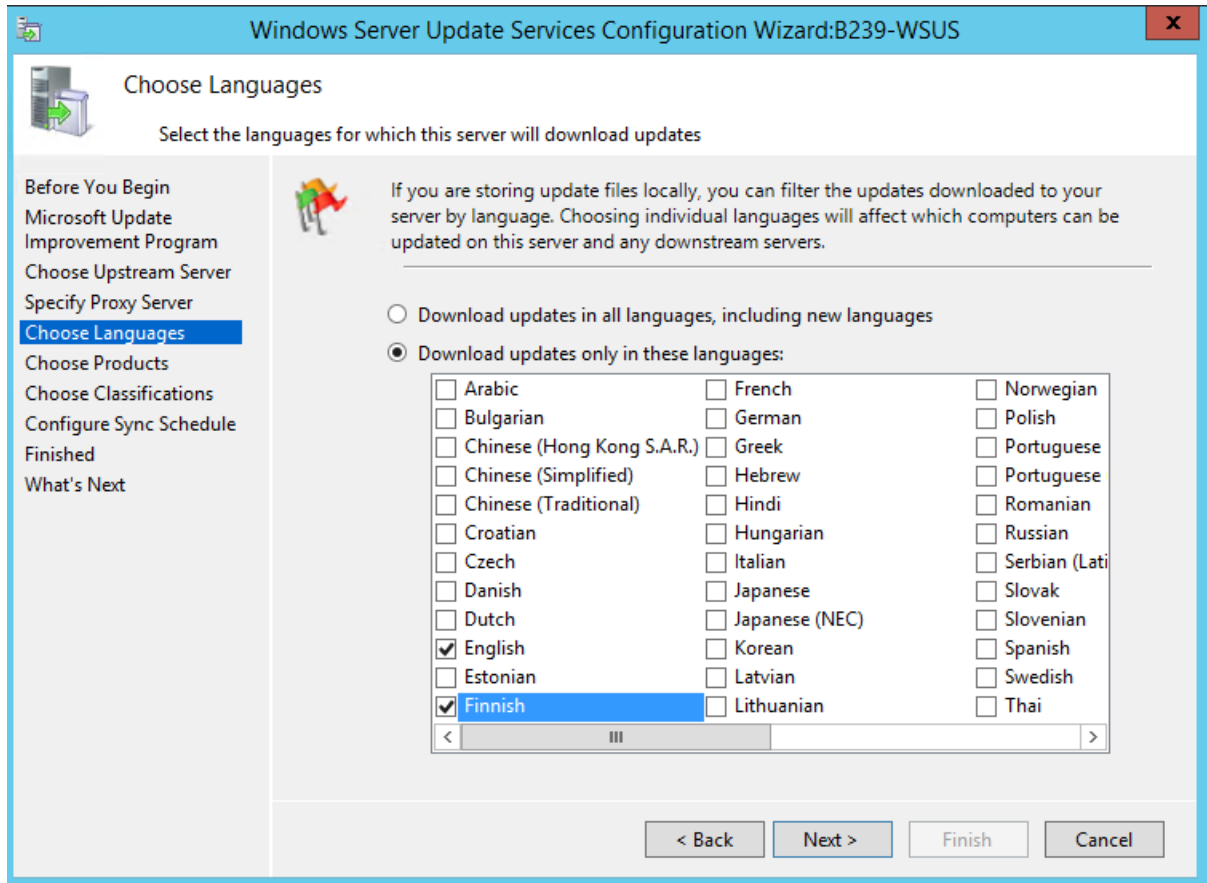 Windows Server Update Services Configuration Wizard:B239-WSUS
x
Choose Languages
Select the languages for which this server will download updates
Before You Begin
Microsoft Update
Improvement Program
Choose Upstream Server
Specify Proxy Server
Choose Languages
Choose Products
Choose Classifications
Configure Sync Schedule
Finished
What's Next
If you are storing update files locally, you can filter the updates downloaded to your
server by language. Choosing individual languages will affect which computers can be
updated on this server and any downstream servers.
Download updates in all languages, including new languages
Download updates only in these languages:
Arabic
Bulgarian
Chinese (Hong Kong S.A.R.)
Chinese (Simplified)
Chinese (Traditional)
Croatian
Czech
Danish
Dutch
English
Estonian
Finnish
French
German
Greek
Hebrew
Hindi
Hungarian
Italian
Japanese
Japanese (NEC)
Korean
Latvian
Lithuanian
Norwegian
Polish
Portuguese
Portuguese
Romanian
Russian
Serbian (Lati
Slovak
Slovenian
Spanish
Swedish
Thai
< Back
Next >
Finish
Cancel